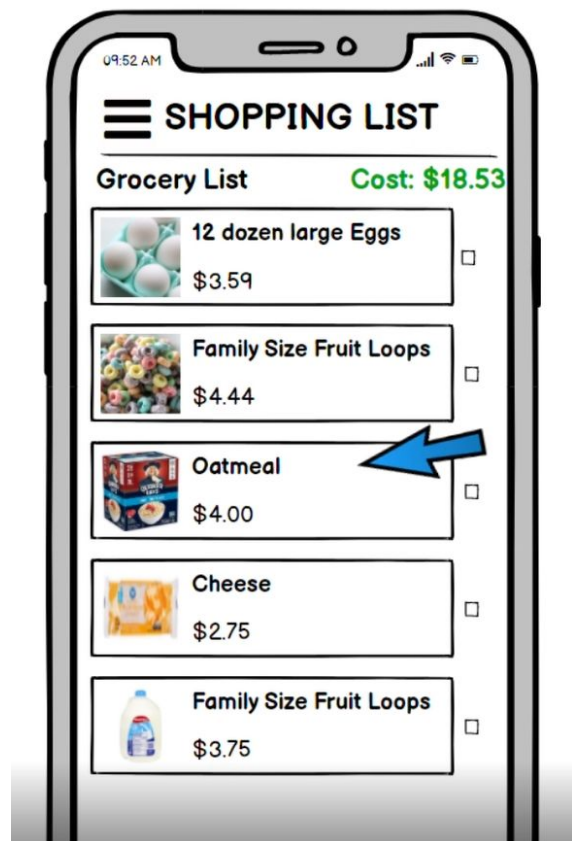 09:52 AM
SHOPPING LIST
Grocery List Cost: $18.53
12 dozen large Eggs
$3.59
Family Size Fruit Loops
$4.44
Oatmeal
$4.00
Cheese
$2.75
Family Size Fruit Loops
$3.75